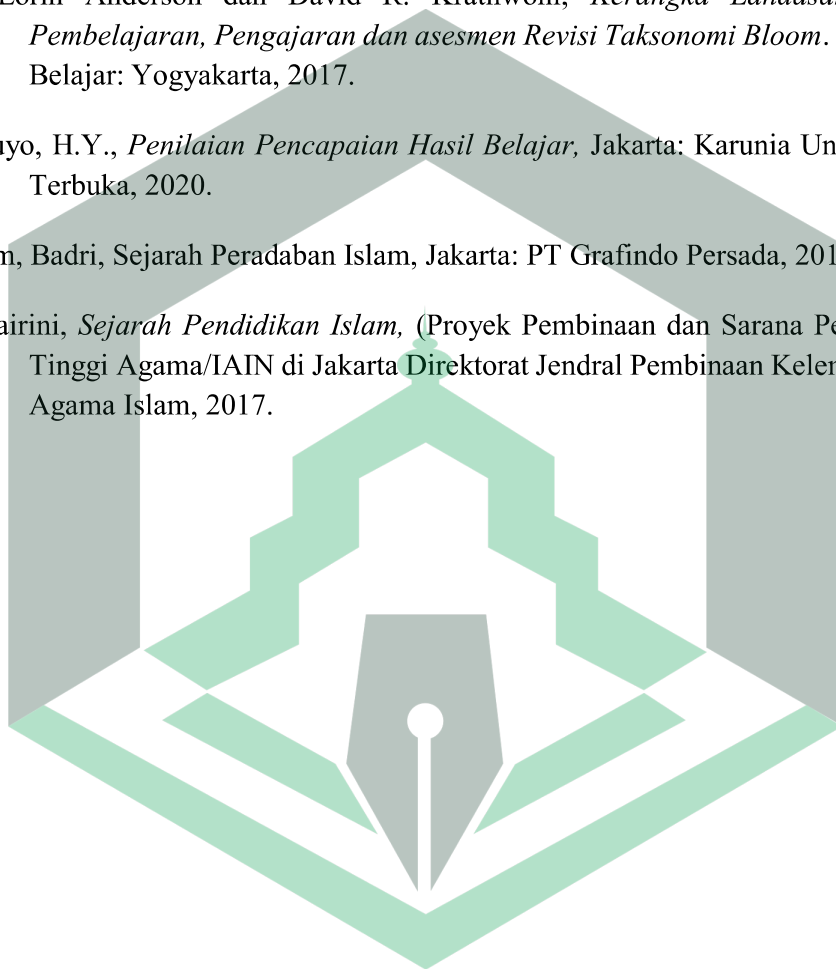 Lorin Anderson dan David R. Krathwohl, Kerangka Landasan
Pembelajaran, Pengajaran dan asesmen Revisi Taksonomi Bloom.
Belajar: Yogyakarta, 2017.
uyo, H.Y., Penilaian Pencapaian Hasil Belajar, Jakarta: Karunia Un
Terbuka, 2020.
m, Badri, Sejarah Peradaban Islam, Jakarta: PT Grafindo Persada, 201
airini, Sejarah Pendidikan Islam, (Proyek Pembinaan dan Sarana Pe
Tinggi Agama/IAIN di Jakarta Direktorat Jendral Pembinaan Kelem
Agama Islam, 2017.